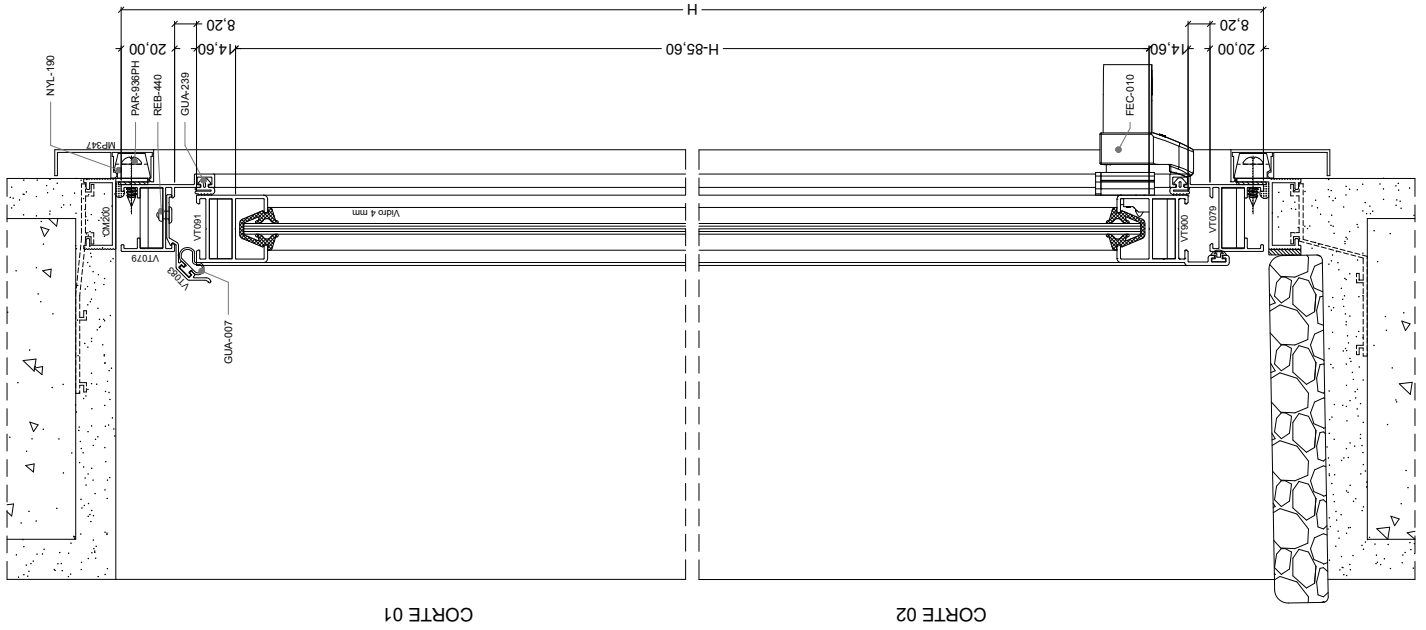 H
8,20
20,00
14,60
H-85,60
14,60
20,00
8,20
NYL-190
PAR-936PH
REB-440
GUA-239
FEC-010
MP347
CM200
VT079
VT083
VT091
Vidro 4 mm
VT900
VT079
GUA-007
CORTE 01
CORTE 02